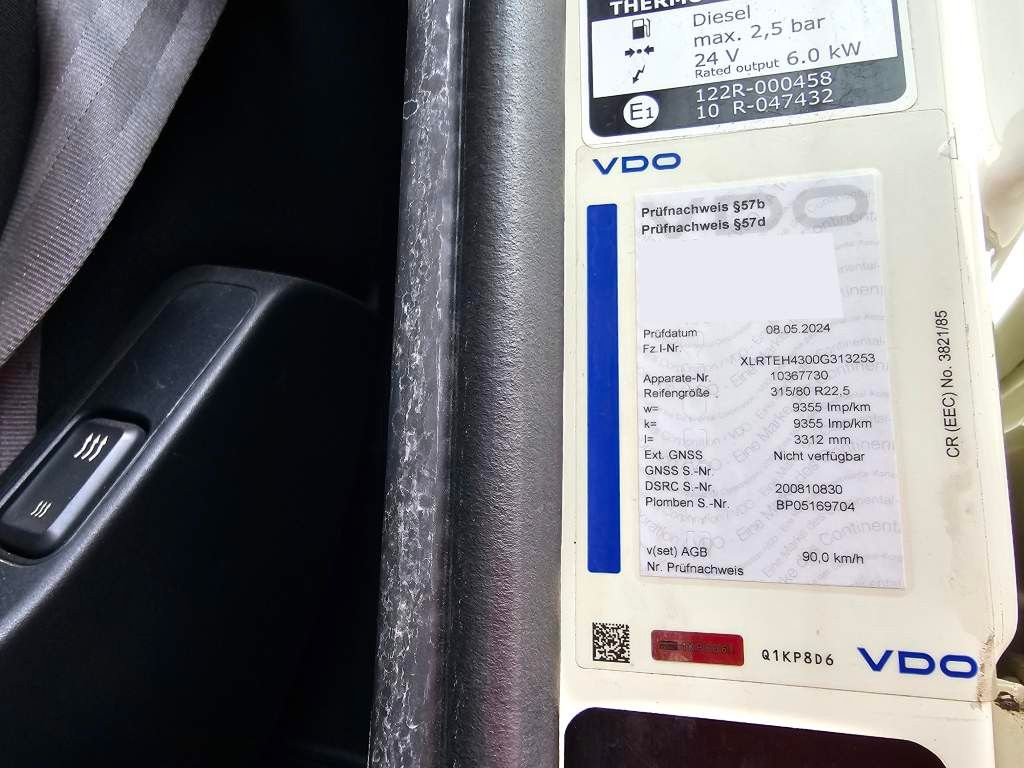 Diesel
max. 2,5 bar
24 V
Rated output 6.0 kW
E1
122R-000458
10 R-047432
VDO
Prüfnachweis §57b
Prüfnachweis §57d
Prüfdatum 08.05.2024
Fz.I-Nr.
XLRTEH4300G313253
Apparate-Nr. 10367730
Reifengröße 315/80 R22,5
w= 9355 Imp/km
k= 9355 Imp/km
l= 3312 mm
Ext. GNSS Nicht verfügbar
GNSS S.-Nr.
DSRC S.-Nr. 200810830
Plomben S.-Nr. BP05169704
v(set) AGB 90,0 km/h
Nr. Prüfnachweis
CR (EEC) No. 3821/85
Q1KP8D6
VDO